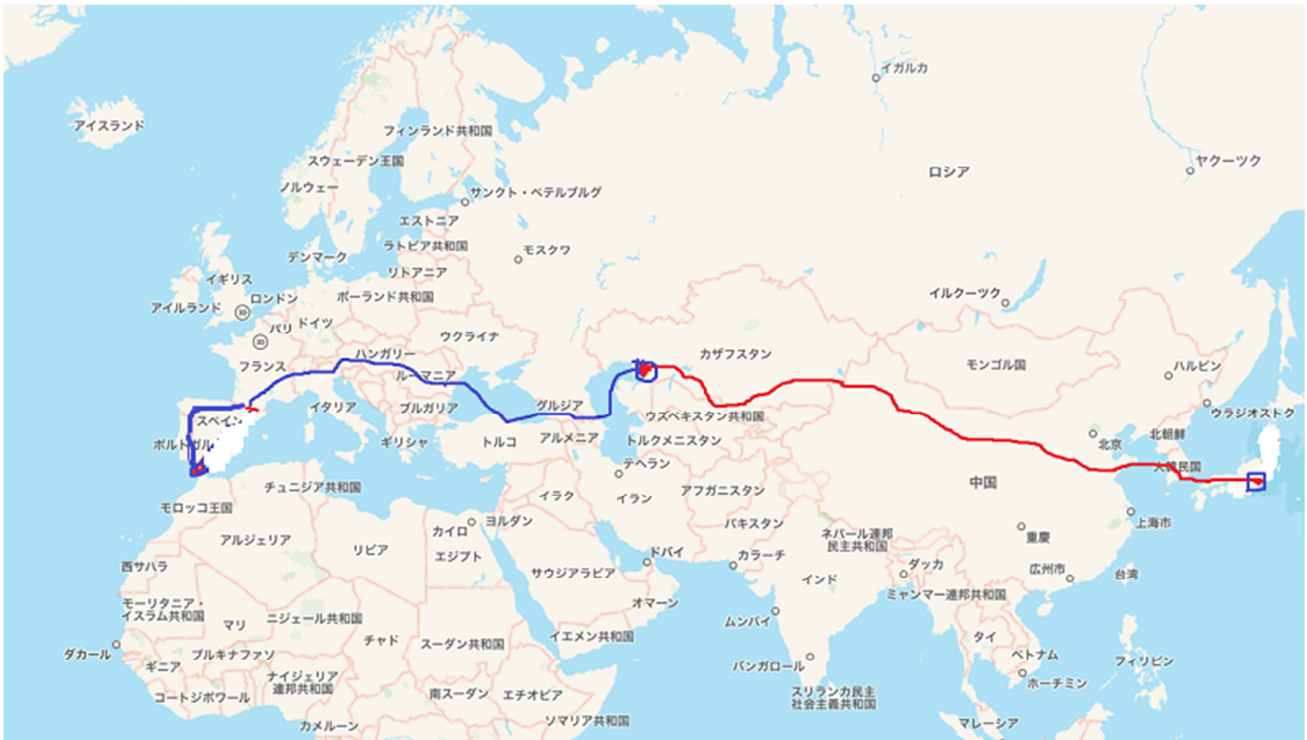 イガルカ
アイスランド
フィンランド共和国
スウェーデン王国
ロシア
ヤクーツク
ノルウェー
サンクト・ペテルブルグ
エストニア
ラトビア共和国
モスクワ
デンマーク
リトアニア
イギリス
ポーランド共和国
イルクーツク
アイルランド
ロンドン
パリ
ドイツ
ウクライナ
ハンガリー
カザフスタン
モンゴル国
ハルビン
フランス
ルーマニア
イタリア
ブルガリア
グルジア
ウズベキスタン共和国
ウラジオストク
スペイン
ポルトガル
ギリシャ
トルコ
アルメニア
トルクメニスタン
北京
北朝鮮
テヘラン
大韓民国
チュニジア共和国
イラク
イラン
アフガニスタン
中国
モロッコ王国
カイロ
ヨルダン
パキスタン
上海市
アルジェリア
リビア
エジプト
ドバイ
カラーチ
ネパール連邦
民主共和国
重慶
西サハラ
サウジアラビア
インド
ダッカ
広州市
台湾
モーリタニア・
イスラム共和国
マリ
ニジェール共和国
オマーン
ミャンマー連邦共和国
チャド
スーダン共和国
イエメン共和国
ムンバイ
タイ
ダカール
ギニア
ブルキナファソ
バンガロール
ベトナム
フィリピン
コートジボワール
ナイジェリア
連邦共和国
南スーダン
エチオピア
スリランカ民主
社会主義共和国
ホーチミン
カメルーン
ソマリア共和国
マレーシア